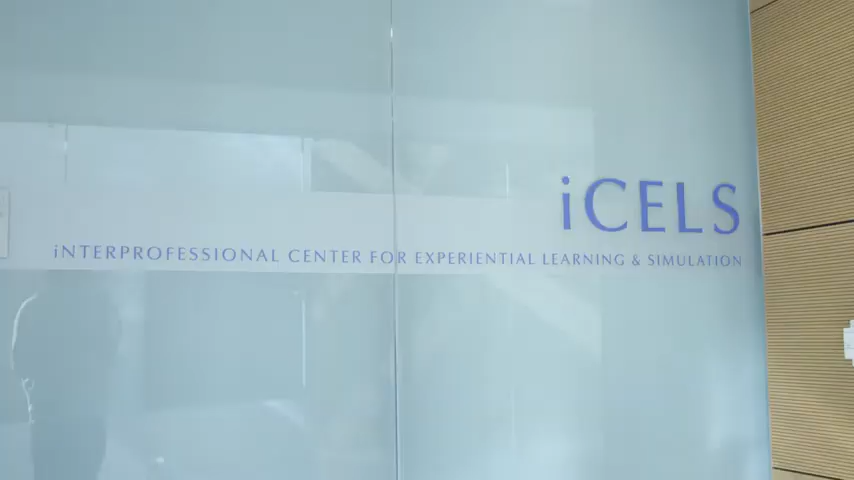 iCELS
iNTERPROFESSIONAL CENTER FOR EXPERIENTIAL LEARNING & SIMULATION